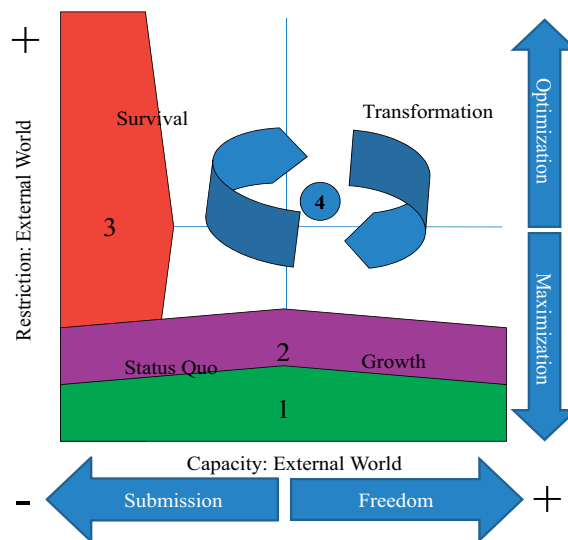 +
Optimization
Survival
Transformation
4
Restriction: External World
3
Maximization
2
Status Quo
Growth
1
Capacity: External World
-
Submission
Freedom
+